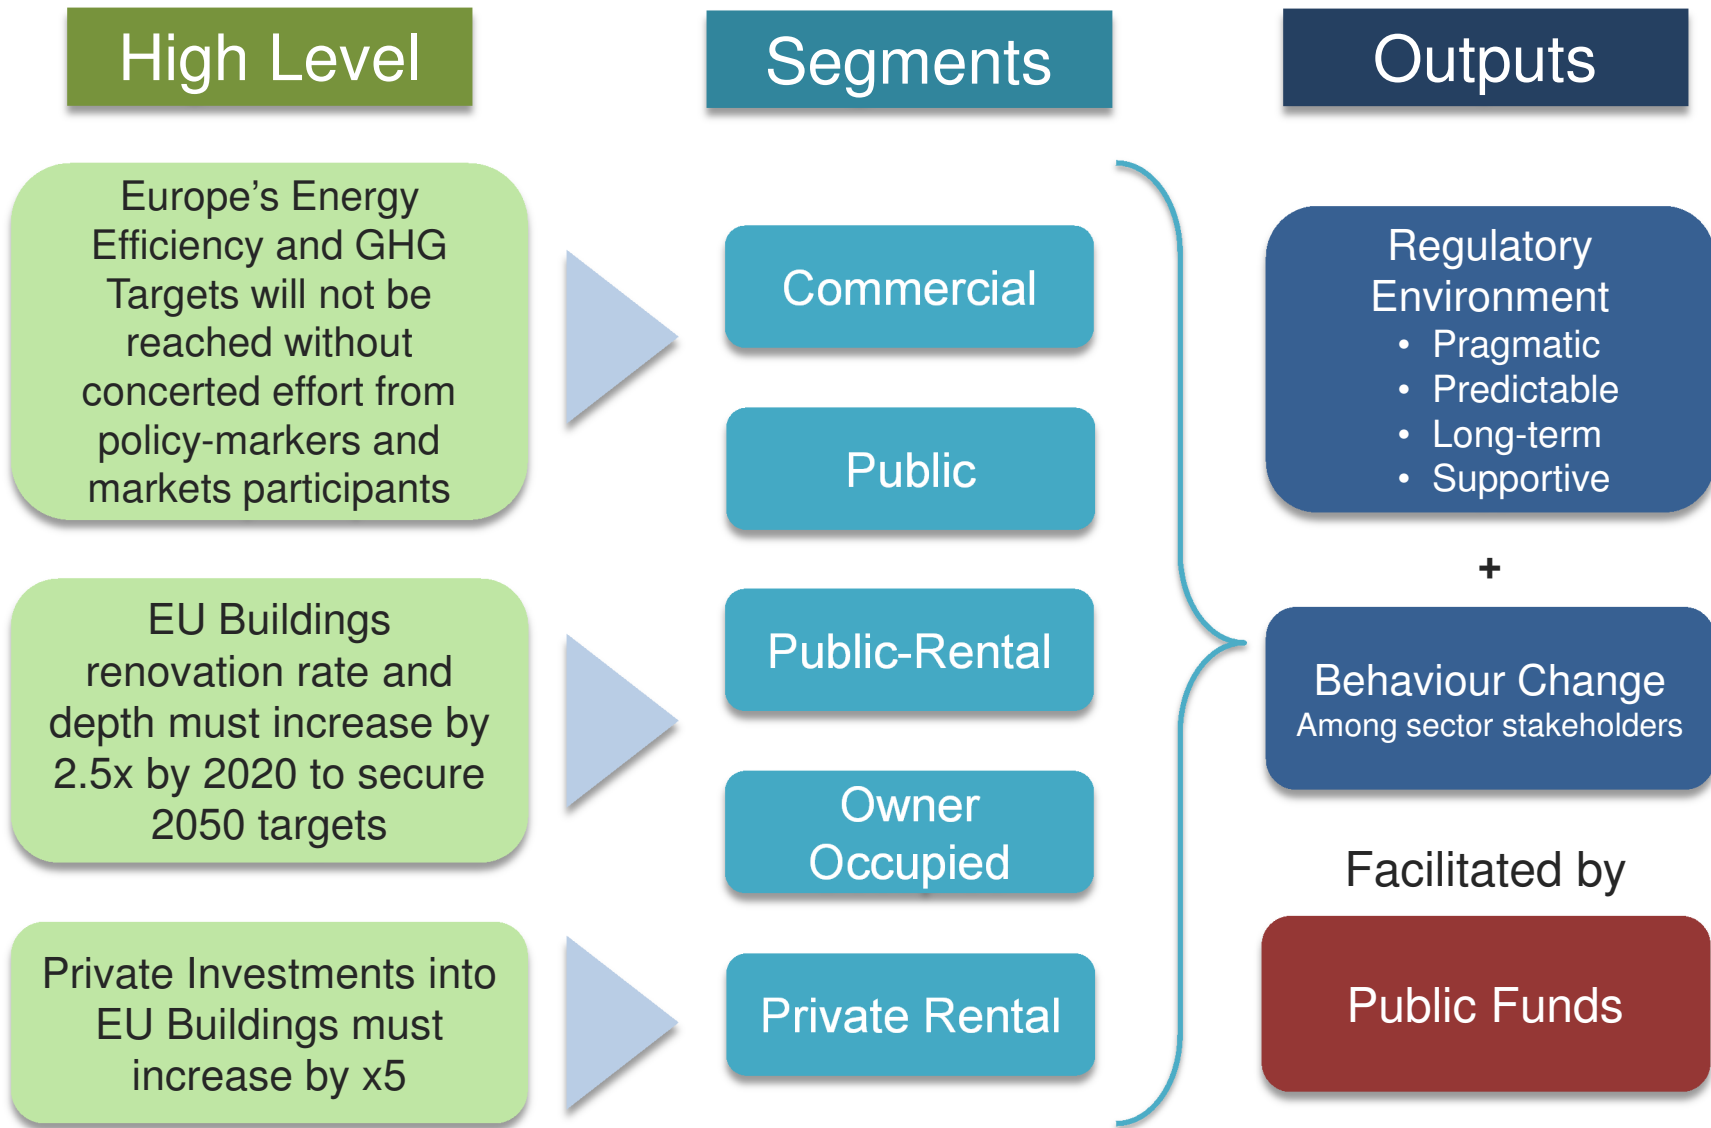 High Level
Europe's Energy
Efficiency and GHG
Targets will not be
reached without
concerted effort from
policy-markers and
markets participants
EU Buildings
renovation rate and
depth must increase by
2.5x by 2020 to secure
2050 targets
Private Investments into
EU Buildings must
increase by x5
Segments
Commercial
Public
Public-Rental
Owner
Occupied
Private Rental
Outputs
Regulatory
Environment
• Pragmatic
• Predictable
• Long-term
• Supportive
+
Behaviour Change
Among sector stakeholders
Facilitated by
Public Funds